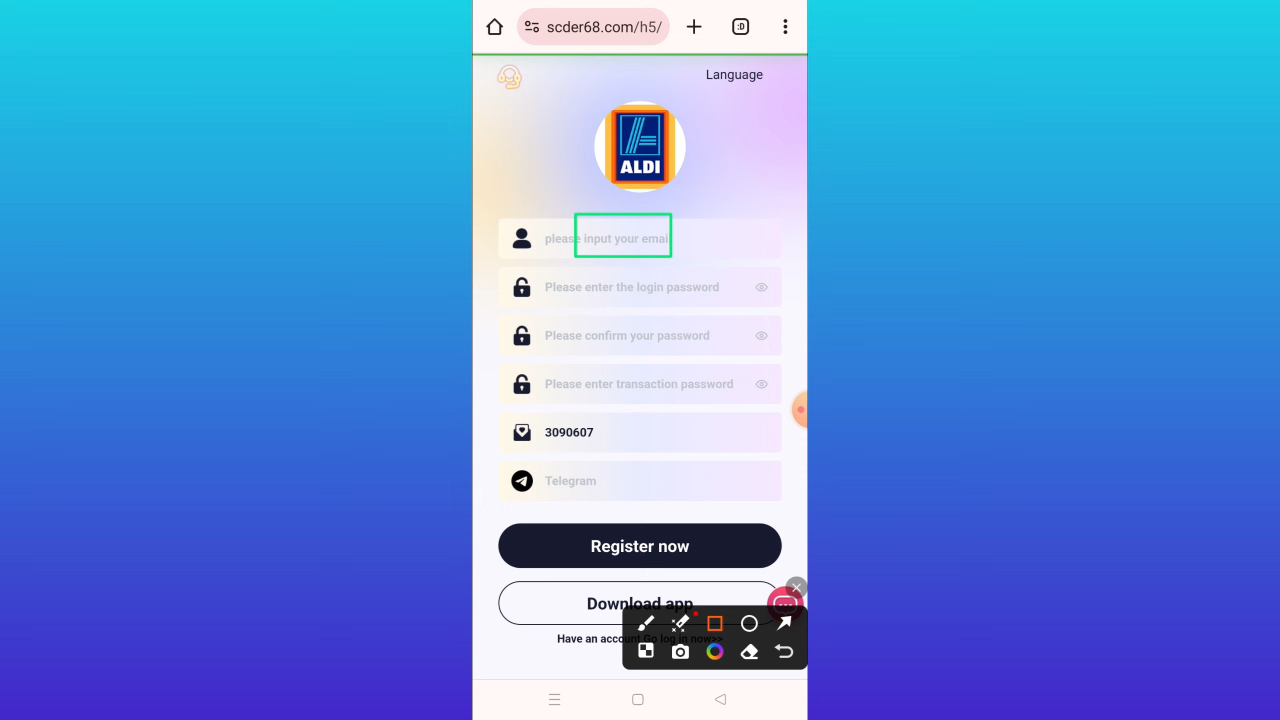 scder68.com/h5/
:D
Language
ALDI
please input your email
Please enter the login password
Please confirm your password
Please enter transaction password
3090607
Telegram
Register now
Download app
Have an account Go log in now>>